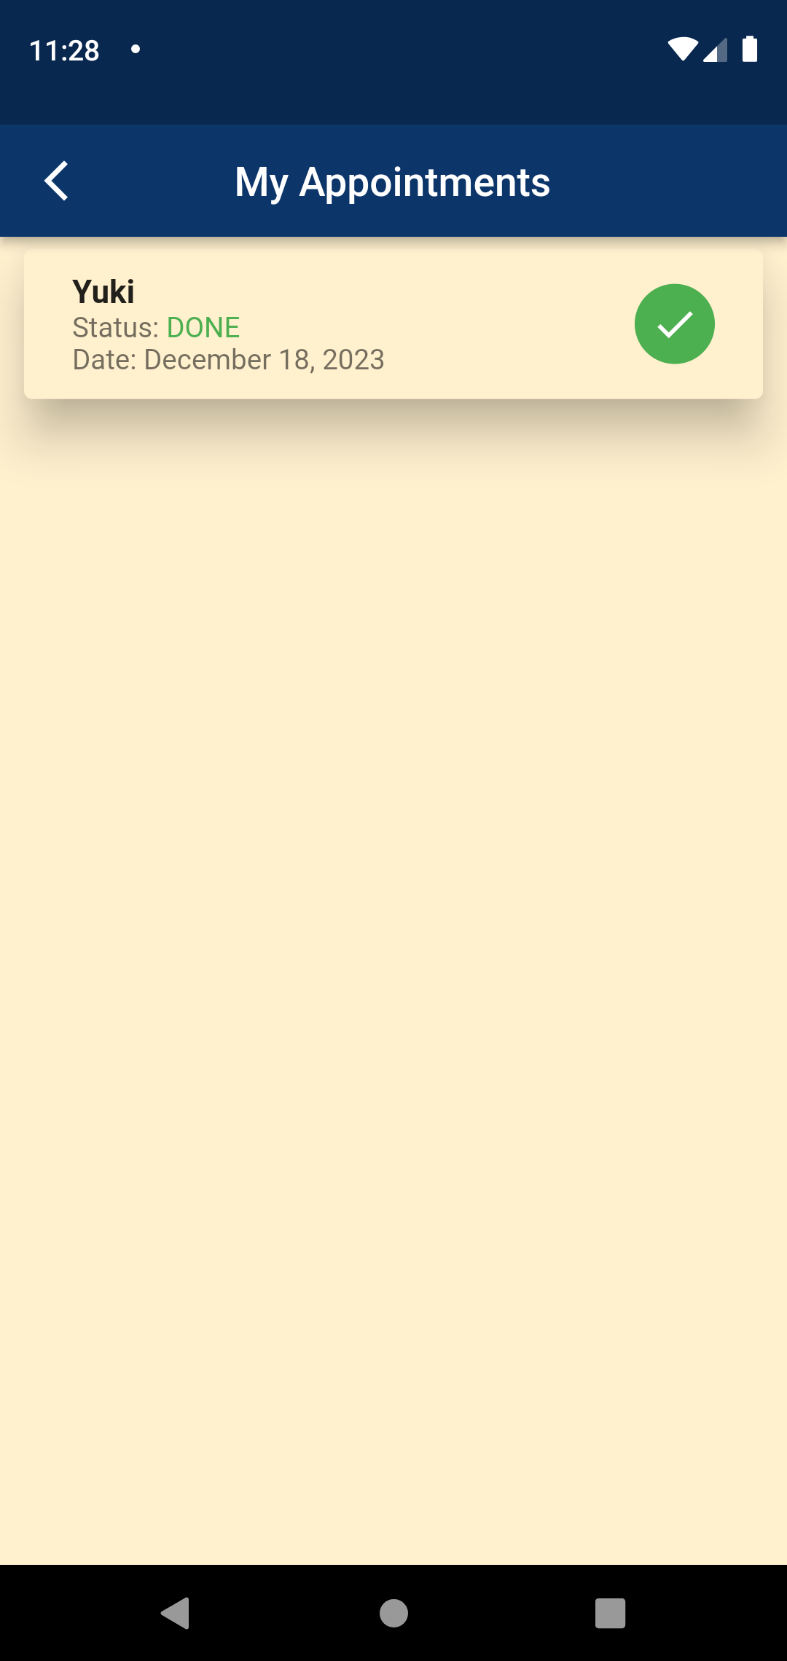 11:28
My Appointments
Yuki
Status: DONE
Date: December 18, 2023